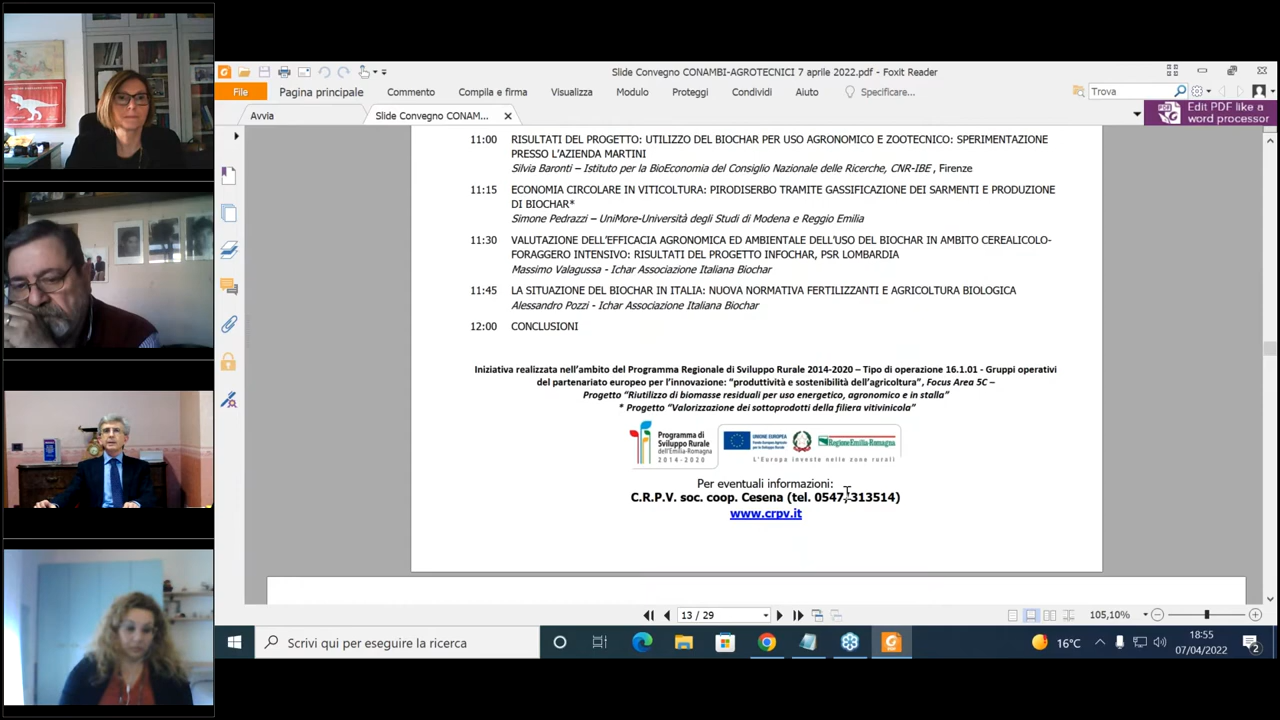 Slide Convegno CONAMBI-AGROTECNICI 7 aprile 2022.pdf - Foxit Reader
File Pagina principale Commento Compila e firma Visualizza Modulo Proteggi Condividi Aiuto Specificare... Trova
Avvia Slide Convegno CONAM... Edit PDF like a
word processor
11:00 RISULTATI DEL PROGETTO: UTILIZZO DEL BIOCHAR PER USO AGRONOMICO E ZOOTECNICO: SPERIMENTAZIONE
PRESSO L'AZIENDA MARTINI
Silvia Baronti – Istituto per la BioEconomia del Consiglio Nazionale delle Ricerche, CNR-IBE , Firenze
11:15 ECONOMIA CIRCOLARE IN VITICOLTURA: PIRODISERBO TRAMITE GASSIFICAZIONE DEI SARMENTI E PRODUZIONE
DI BIOCHAR*
Simone Pedrazzi – UniMore-Università degli Studi di Modena e Reggio Emilia
11:30 VALUTAZIONE DELL'EFFICACIA AGRONOMICA ED AMBIENTALE DELL'USO DEL BIOCHAR IN AMBITO CEREALICOLO-
FORAGGERO INTENSIVO: RISULTATI DEL PROGETTO INFOCHAR, PSR LOMBARDIA
Massimo Valagussa - Ichar Associazione Italiana Biochar
11:45 LA SITUAZIONE DEL BIOCHAR IN ITALIA: NUOVA NORMATIVA FERTILIZZANTI E AGRICOLTURA BIOLOGICA
Alessandro Pozzi - Ichar Associazione Italiana Biochar
12:00 CONCLUSIONI
Iniziativa realizzata nell'ambito del Programma Regionale di Sviluppo Rurale 2014-2020 – Tipo di operazione 16.1.01 - Gruppi operativi
del partenariato europeo per l'innovazione: "produttività e sostenibilità dell'agricoltura", Focus Area 5C –
Progetto "Riutilizzo di biomasse residuali per uso energetico, agronomico e in stalla"
* Progetto "Valorizzazione dei sottoprodotti della filiera vitivinicola"
Programma di
Sviluppo Rurale
dell'Emilia-Romagna
2014-2020
UNIONE EUROPEA
RegioneEmilia-Romagna
L'Europa investe nelle zone rurali
Per eventuali informazioni:
C.R.P.V. soc. coop. Cesena (tel. 0547/313514)
www.crpv.it
13 / 29 105,10%
Scrivi qui per eseguire la ricerca 16°C 18:55
07/04/2022 2